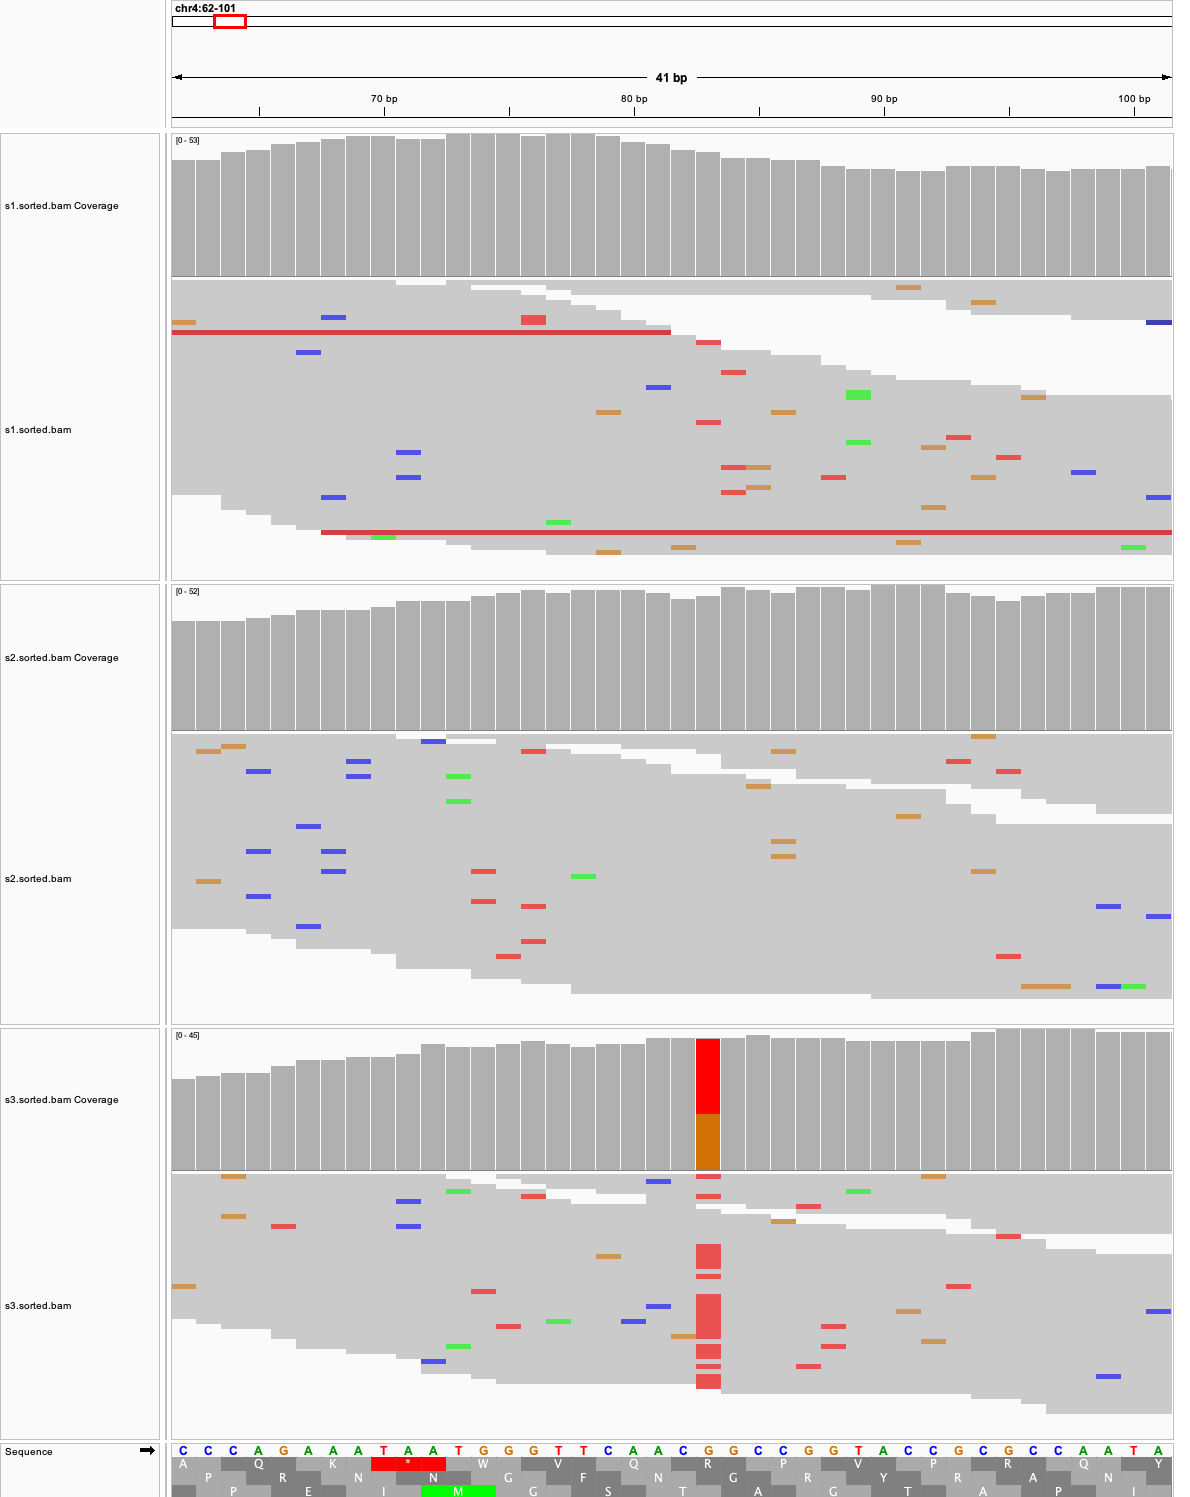 chr4:62-101
41 bp
70 bp 80 bp 90 bp 100 bp
[0 - 53]
s1.sorted.bam Coverage
s1.sorted.bam
[0 - 52]
s2.sorted.bam Coverage
s2.sorted.bam
[0 - 45]
s3.sorted.bam Coverage
s3.sorted.bam
Sequence C C C A G A A A T A A T G G G T T C A A C G G C C G G T A C C G C G C C A A T A
A Q K * W V Q R P V P R Q Y
P R N N G F N G R Y R A N
P E I M G S T A G T A P I